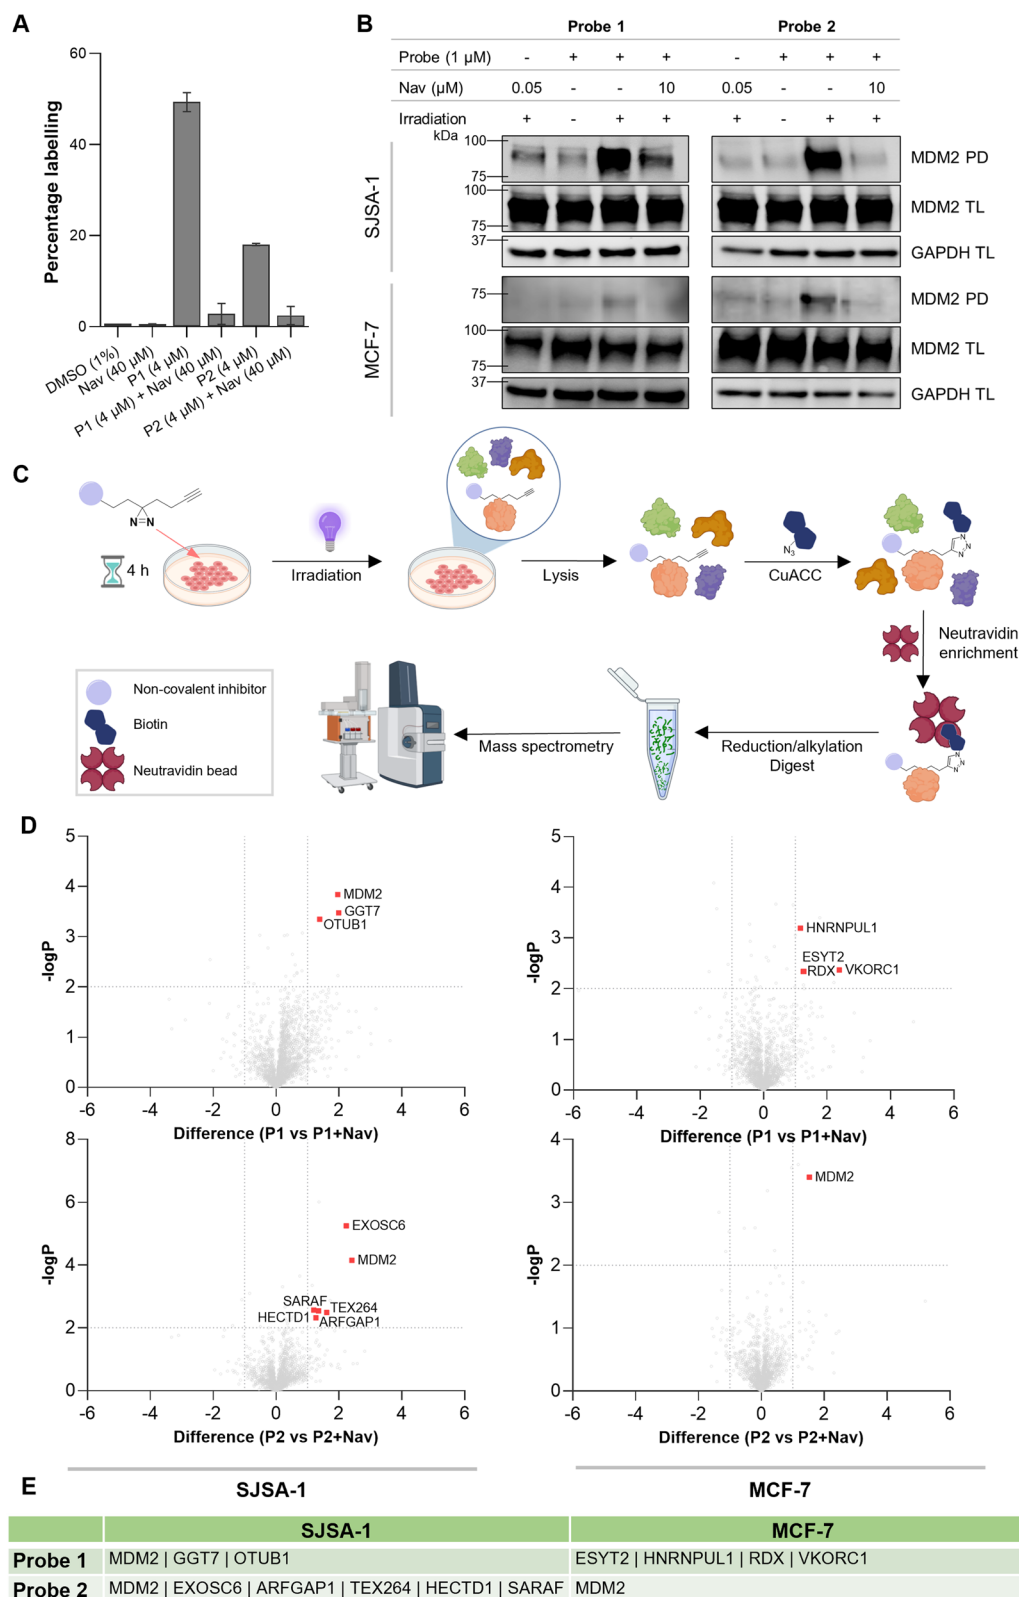 A
Percentage labelling
60
40
20
0
DMSO (1%)
Nav (40 µM)
P1 (4 µM)
P1 (4 µM) + Nav (40 µM)
P2 (4 µM)
P2 (4 µM) + Nav (40 µM)
B
Probe 1 Probe 2
Probe (1 µM) - + + + - + + +
Nav (µM) 0.05 - - 10 0.05 - - 10
Irradiation + - + + + - + +
kDa
SJSA-1
100
75
MDM2 PD
100
75
MDM2 TL
37
GAPDH TL
MCF-7
75
MDM2 PD
100
75
MDM2 TL
37
GAPDH TL
C
N=N
4 h
Irradiation
Lysis
N3
CuACC
N
N
N
Neutravidin
enrichment
N
N
N
Reduction/alkylation
Digest
Mass spectrometry
Non-covalent inhibitor
Biotin
Neutravidin bead
D
-logP
5
4
3
2
1
0
MDM2
GGT7
OTUB1
-6 -4 -2 0 2 4 6
Difference (P1 vs P1+Nav)
-logP
5
4
3
2
1
0
HNRNPUL1
ESYT2
RDX
VKORC1
-6 -4 -2 0 2 4 6
Difference (P1 vs P1+Nav)
-logP
8
6
4
2
0
EXOSC6
MDM2
SARAF
TEX264
HECTD1
ARFGAP1
-6 -4 -2 0 2 4 6
Difference (P2 vs P2+Nav)
-logP
4
3
2
1
0
MDM2
-6 -4 -2 0 2 4 6
Difference (P2 vs P2+Nav)
SJSA-1
MCF-7
E
SJSA-1 MCF-7
Probe 1 MDM2 | GGT7 | OTUB1 ESYT2 | HNRNPUL1 | RDX | VKORC1
Probe 2 MDM2 | EXOSC6 | ARFGAP1 | TEX264 | HECTD1 | SARAF MDM2